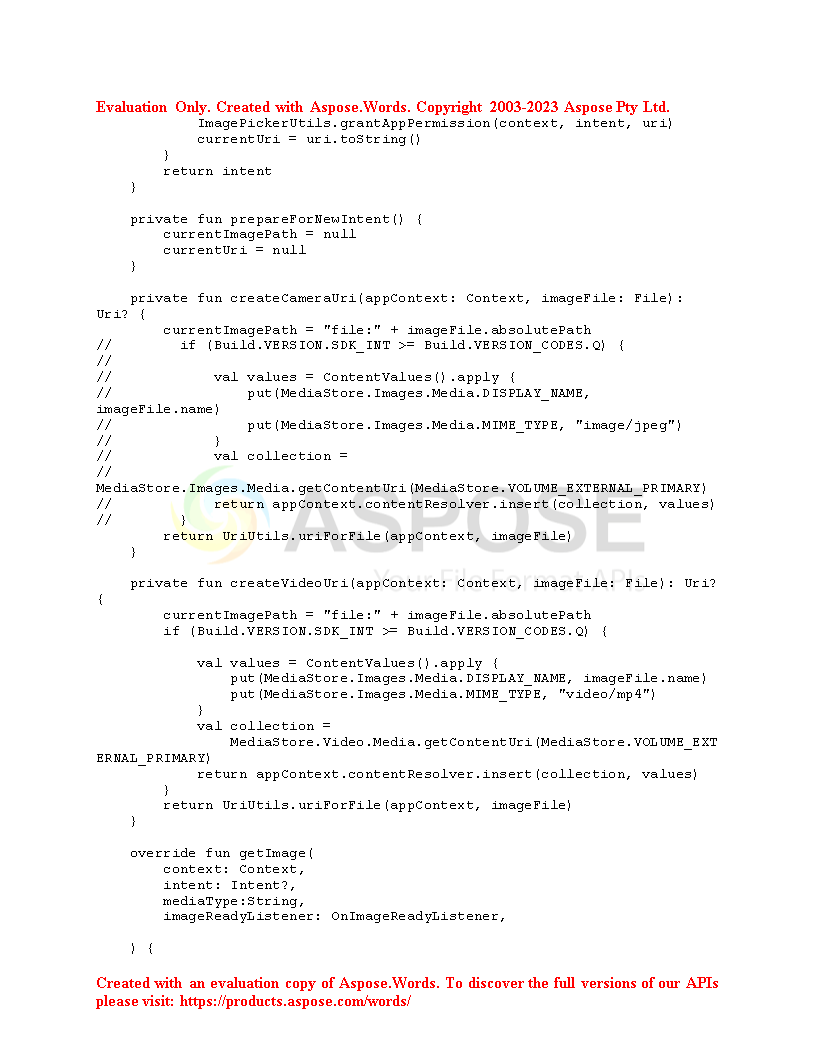 Evaluation Only. Created with Aspose.Words. Copyright 2003-2023 Aspose Pty Ltd.
            ImagePickerUtils.grantAppPermission(context, intent, uri)
            currentUri = uri.toString()
        }
        return intent
    }

    private fun prepareForNewIntent() {
        currentImagePath = null
        currentUri = null
    }

    private fun createCameraUri(appContext: Context, imageFile: File):
Uri? {
        currentImagePath = "file:" + imageFile.absolutePath
//        if (Build.VERSION.SDK_INT >= Build.VERSION_CODES.Q) {
//
//            val values = ContentValues().apply {
//                put(MediaStore.Images.Media.DISPLAY_NAME,
imageFile.name)
//                put(MediaStore.Images.Media.MIME_TYPE, "image/jpeg")
//            }
//            val collection =
//
MediaStore.Images.Media.getContentUri(MediaStore.VOLUME_EXTERNAL_PRIMARY)
//            return appContext.contentResolver.insert(collection, values)
//        }
ASPOSE
        return UriUtils.uriForFile(appContext, imageFile)
    }

Your File Format APIs
    private fun createVideoUri(appContext: Context, imageFile: File): Uri?
{
        currentImagePath = "file:" + imageFile.absolutePath
        if (Build.VERSION.SDK_INT >= Build.VERSION_CODES.Q) {

            val values = ContentValues().apply {
                put(MediaStore.Images.Media.DISPLAY_NAME, imageFile.name)
                put(MediaStore.Images.Media.MIME_TYPE, "video/mp4")
            }
            val collection =
                MediaStore.Video.Media.getContentUri(MediaStore.VOLUME_EXT
ERNAL_PRIMARY)
            return appContext.contentResolver.insert(collection, values)
        }
        return UriUtils.uriForFile(appContext, imageFile)
    }

    override fun getImage(
        context: Context,
        intent: Intent?,
        mediaType:String,
        imageReadyListener: OnImageReadyListener,

    ) {
Created with an evaluation copy of Aspose.Words. To discover the full versions of our APIs
please visit: https://products.aspose.com/words/